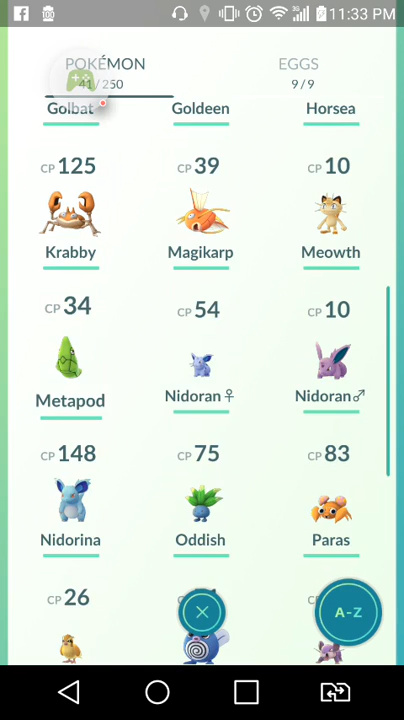 11:33 PM
POKÉMON EGGS
41/250 9/9
Golbat Goldeen Horsea
CP 125 CP 39 CP 10
Krabby Magikarp Meowth
CP 34 CP 54 CP 10
Metapod Nidoran♀ Nidoran♂
CP 148 CP 75 CP 83
Nidorina Oddish Paras
CP 26
A-Z